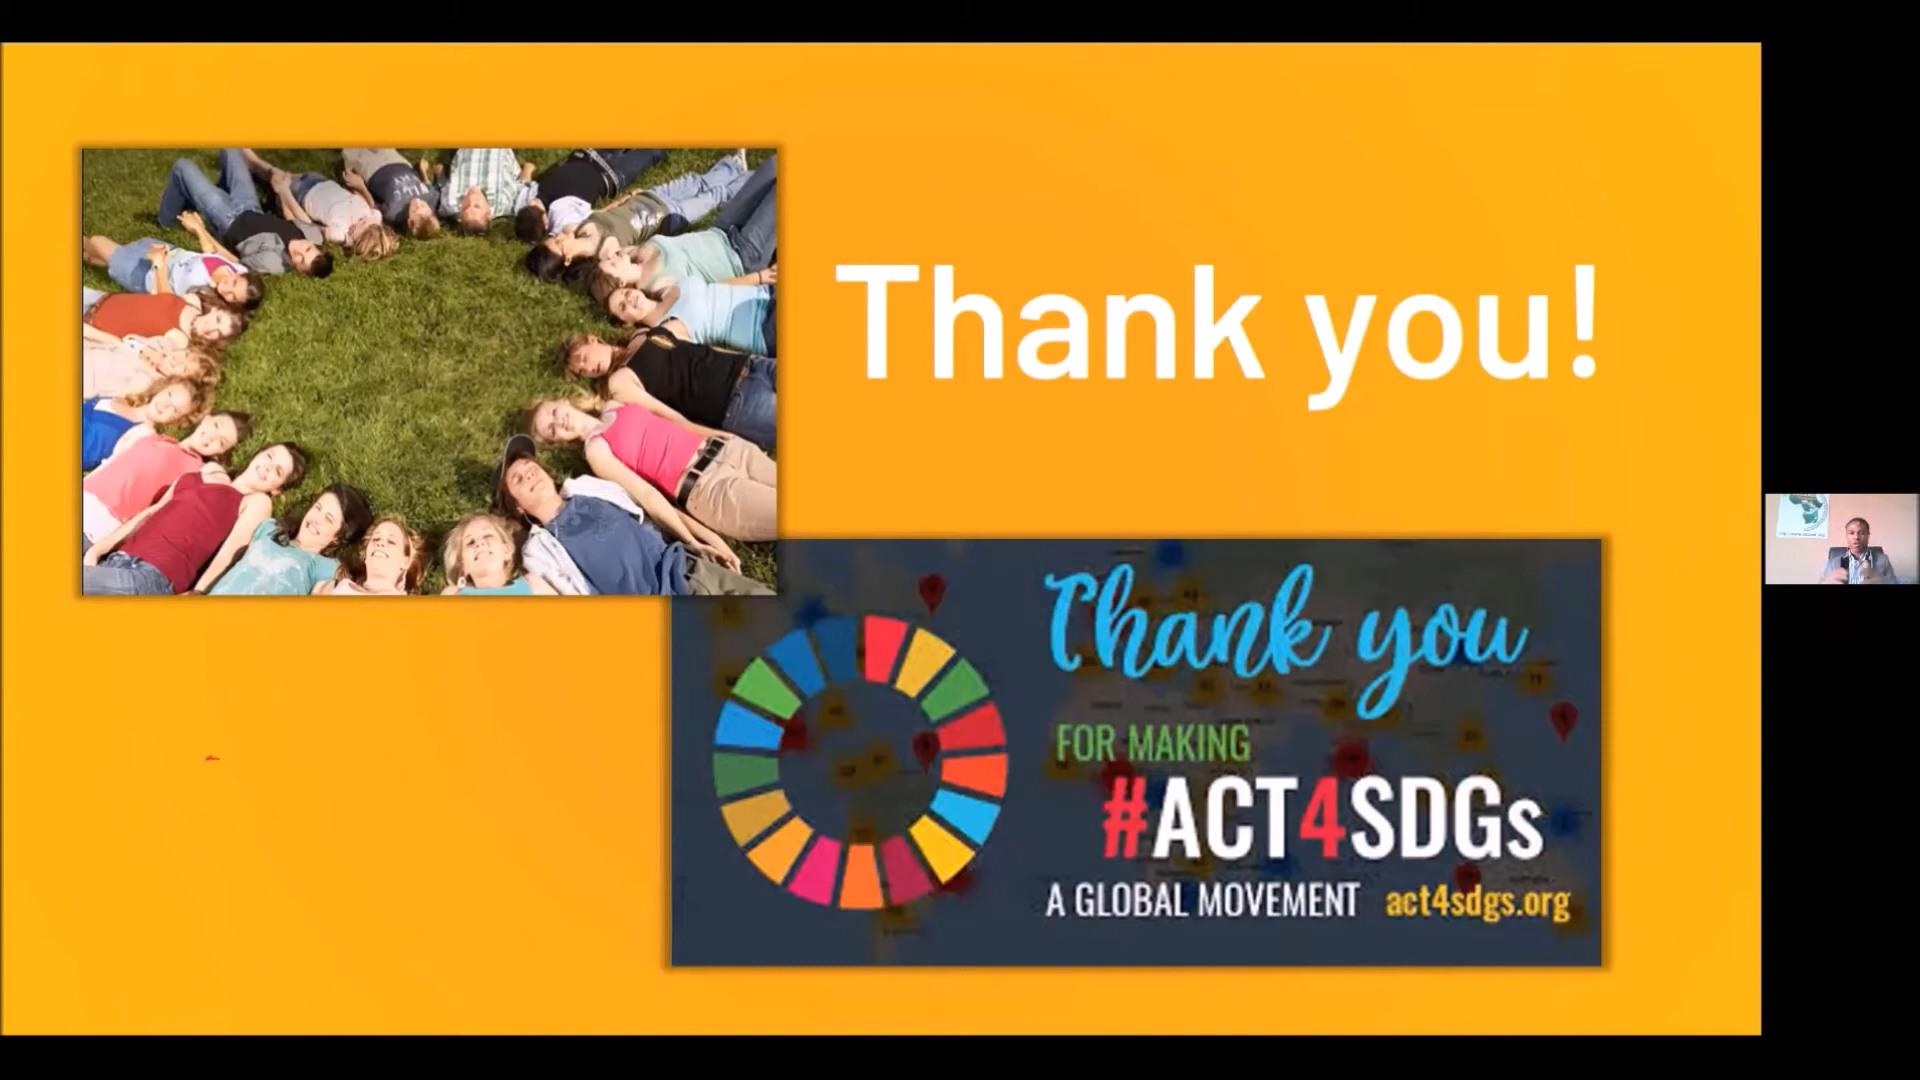 Thank you!
Thank you
FOR MAKING
#ACT4SDGs
A GLOBAL MOVEMENT act4sdgs.org